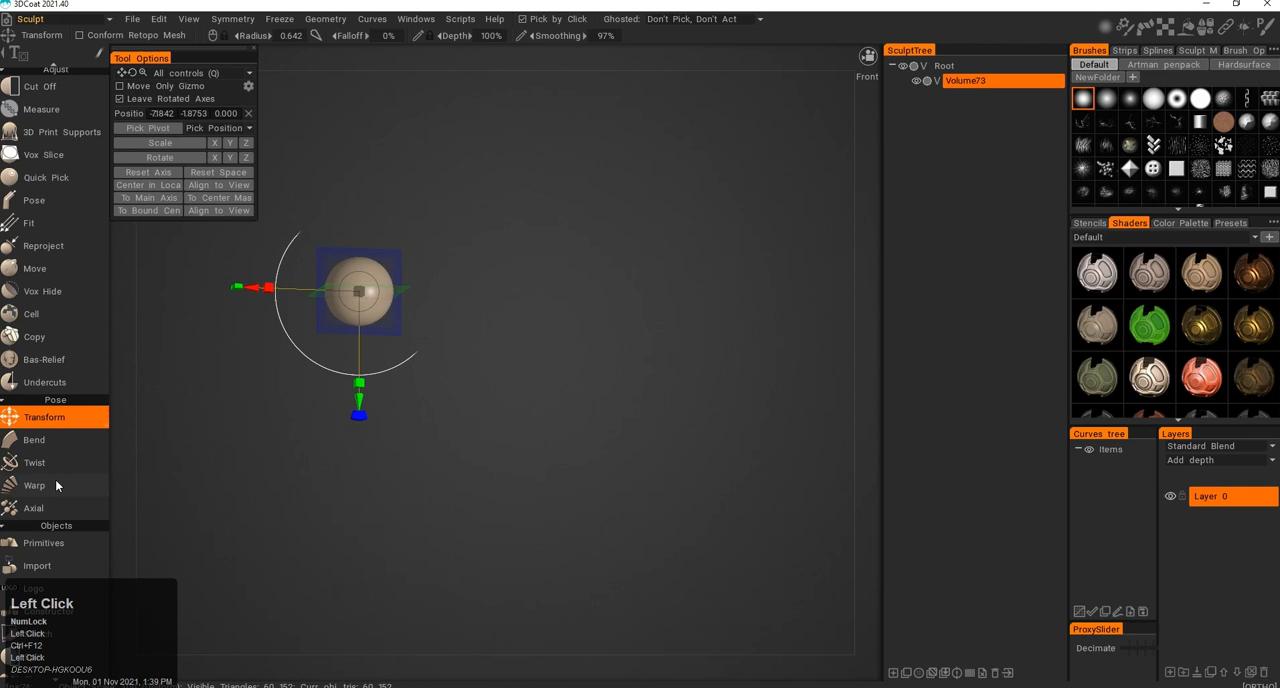 3DCoat 2021.40
Sculpt File Edit View Symmetry Freeze Geometry Curves Windows Scripts Help Pick by Click Ghosted: Don't Pick, Don't Act
Transform Conform Retopo Mesh Radius 0.642 Falloff 0% Depth 100% Smoothing 97%
Tool Options
All controls (Q)
Move Only Gizmo
Leave Rotated Axes
Positio -7.1842 -1.8753 0.000
Pick Pivot Pick Position
Scale X Y Z
Rotate X Y Z
Reset Axis Reset Space
Center in Loca Align to View
To Main Axis To Center Mas
To Bound Cen Align to View
Adjust
Cut Off
Measure
3D Print Supports
Vox Slice
Quick Pick
Pose
Fit
Reproject
Move
Vox Hide
Cell
Copy
Bas-Relief
Undercuts
Pose
Transform
Bend
Twist
Warp
Axial
Objects
Primitives
Import
Logo
Left Click
NumLock
Left Click
Ctrl+F12
Left Click
DESKTOP-HGKOOU6
Mon. 01 Nov 2021, 1:39 PM
Front
SculptTree
Root
V Volume73
Brushes Strips Splines Sculpt M Brush Op
Default Artman penpack Hardsurface
NewFolder +
Stencils Shaders Color Palette Presets
Default
Curves tree
Items
Layers
Standard Blend
Add depth
Layer 0
ProxySlider
Decimate
[ORTHO]